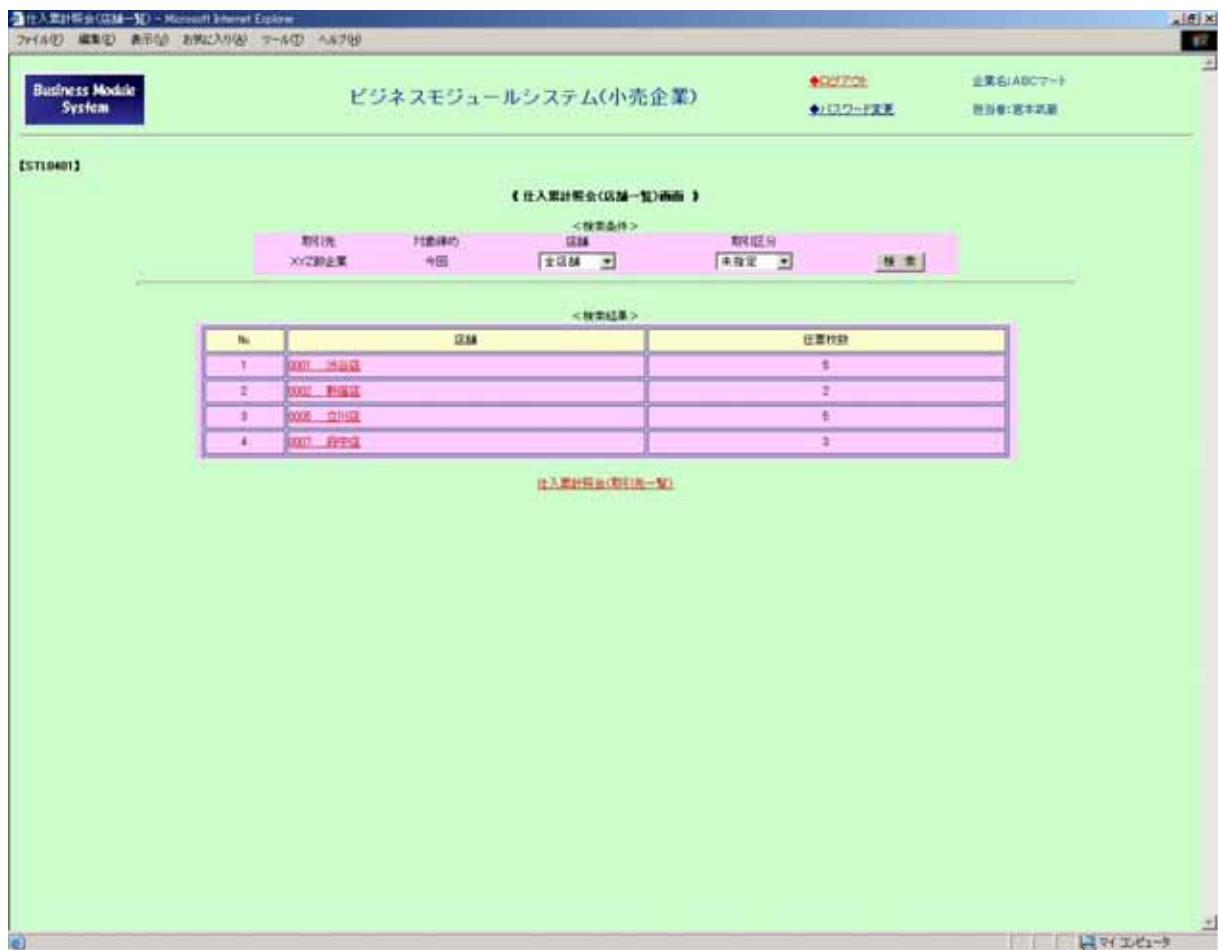 仕入累計照会(店舗一覧) - Microsoft Internet Explorer
ファイル(F) 編集(E) 表示(V) お気に入り(A) ツール(T) ヘルプ(H)
Business Module System
ビジネスモジュールシステム(小売企業)
◆ログアウト
企業名:ABCマート
◆パスワード変更
担当者:宮本武蔵
【STL0401】
《 仕入累計照会(店舗一覧)画面 》
<検索条件>
取引先 対象締め 店舗 取引区分
XYZ卸企業 今回 全店舗 未指定 検 索
<検索結果>
No. 店舗 伝票枚数
1 0001 渋谷店 5
2 0002 新宿店 2
3 立川店
4 0007 府中店 3
仕入累計照会(取引先一覧)
マイ コンピュータ